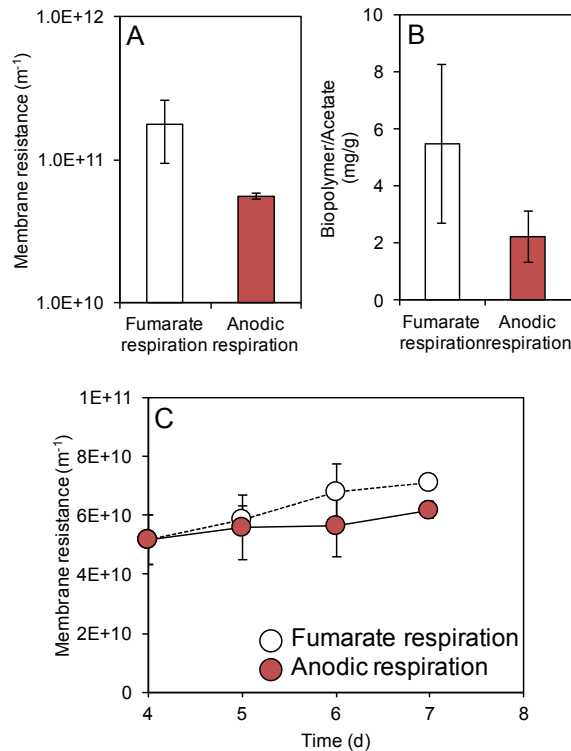 A
Membrane resistance (m⁻¹)
1.0E+12
1.0E+11
1.0E+10
Fumarate respiration
Anodic respiration
B
Biopolymer/Acetate (mg/g)
10
8
6
4
2
0
Fumarate respiration
Anodic respiration
C
Membrane resistance (m⁻¹)
1E+11
8E+10
6E+10
4E+10
2E+10
0
Fumarate respiration
Anodic respiration
4 5 6 7 8
Time (d)